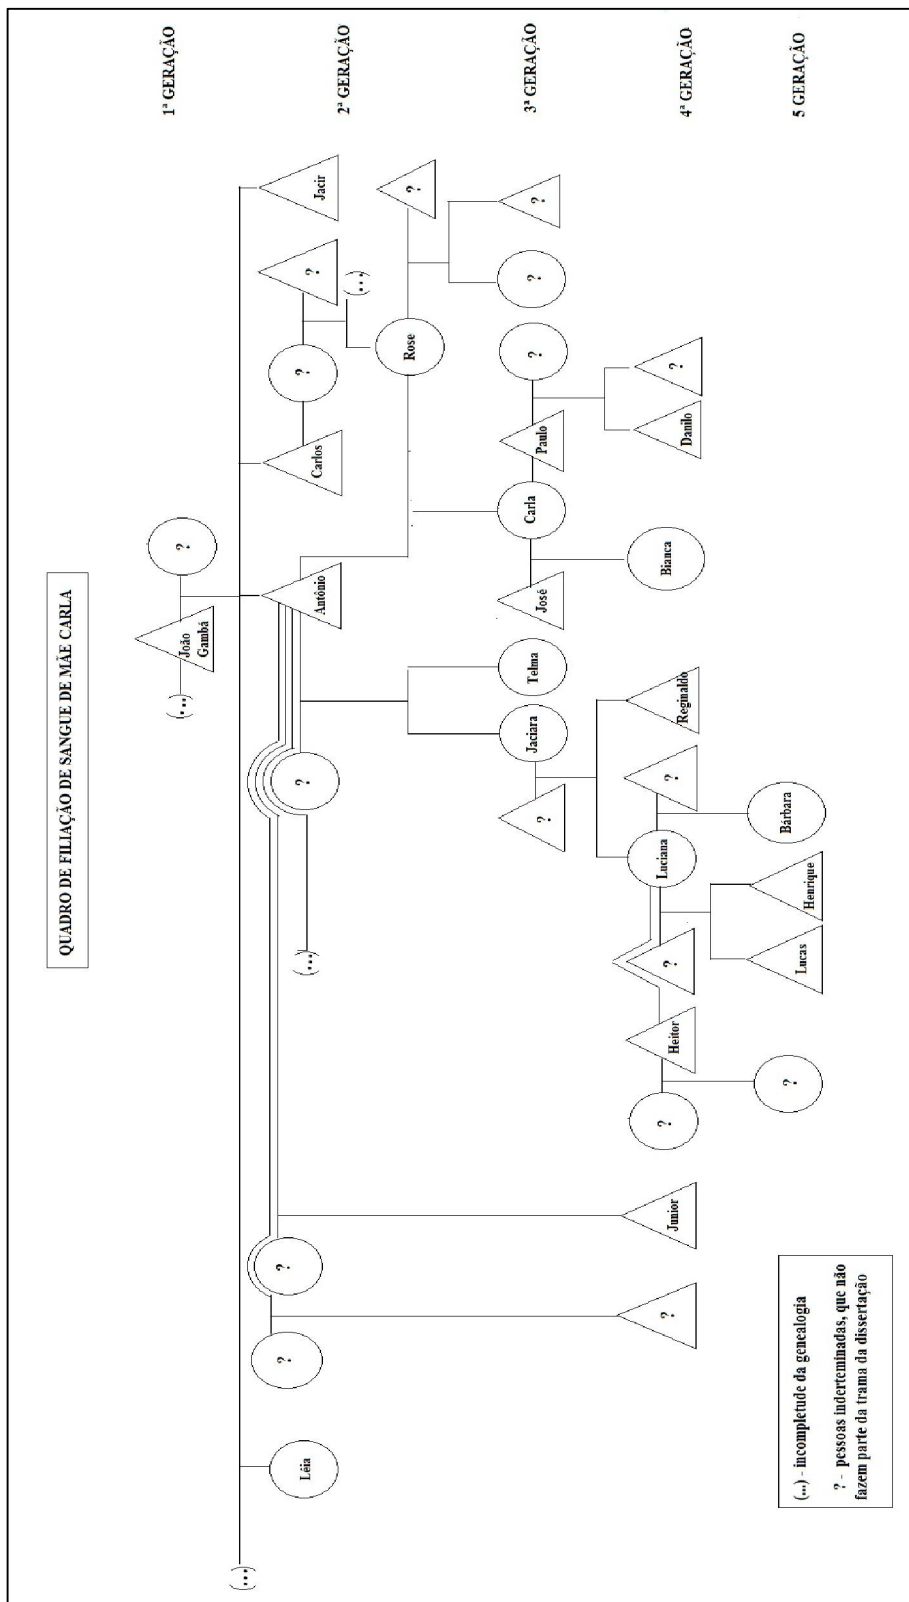 QUADRO DE FILIAÇÃO DE SANGUE DE MÃE CARLA
(...)
João
Gambá
?
1ª GERAÇÃO
(...)
Léia
?
?
?
Antônio
Carlos
?
?
Jacir
(...)
(...)
2ª GERAÇÃO
Rose
?
?
Jaciara
Telma
José
Carla
Paulo
?
?
?
3ª GERAÇÃO
?
Junior
?
Heitor
?
Luciana
?
Reginaldo
Bianca
Danilo
?
4ª GERAÇÃO
?
Lucas
Henrique
Bárbara
5 GERAÇÃO
(...) - incompletude da genealogia
? - pessoas inderteminadas, que não
fazem parte da trama da dissertação